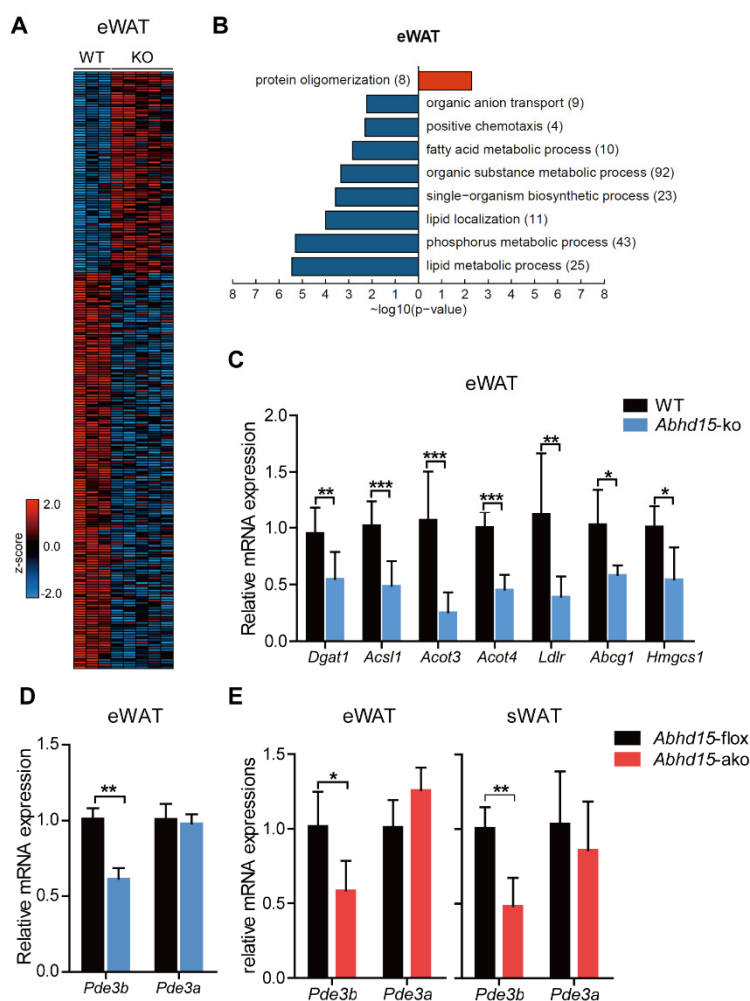 A
eWAT
WT KO
2.0
0.0
-2.0
z-score
B
eWAT
protein oligomerization (8)
organic anion transport (9)
positive chemotaxis (4)
fatty acid metabolic process (10)
organic substance metabolic process (92)
single−organism biosynthetic process (23)
lipid localization (11)
phosphorus metabolic process (43)
lipid metabolic process (25)
8 7 6 5 4 3 2 1 0 1 2 3 4 5 6 7 8
~log10(p−value)
C
eWAT
WT
Abhd15-ko
Relative mRNA expression
2.0
1.5
1.0
0.5
0.0
** *** *** *** ** * *
Dgat1 Acsl1 Acot3 Acot4 Ldlr Abcg1 Hmgcs1
D
eWAT
Relative mRNA expression
1.5
1.0
0.5
0.0
**
Pde3b Pde3a
E
eWAT sWAT
Abhd15-flox
Abhd15-ako
relative mRNA expressions
1.5
1.0
0.5
0.0
* **
Pde3b Pde3a Pde3b Pde3a